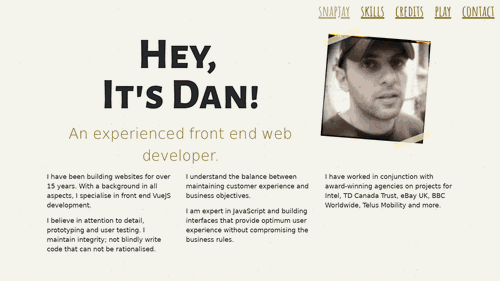 SNAPJAY SKILLS CREDITS PLAY CONTACT
HEY,
IT'S DAN!
An experienced front end web
developer.
I have been building websites for over
15 years. With a background in all
aspects, I specialise in front end VueJS
development.
I believe in attention to detail,
prototyping and user testing. I
maintain integrity; not blindly write
code that can not be rationalised.
I understand the balance between
maintaining customer experience and
business objectives.
I am expert in JavaScript and building
interfaces that provide optimum user
experience without compromising the
business rules.
I have worked in conjunction with
award-winning agencies on projects for
Intel, TD Canada Trust, eBay UK, BBC
Worldwide, Telus Mobility and more.